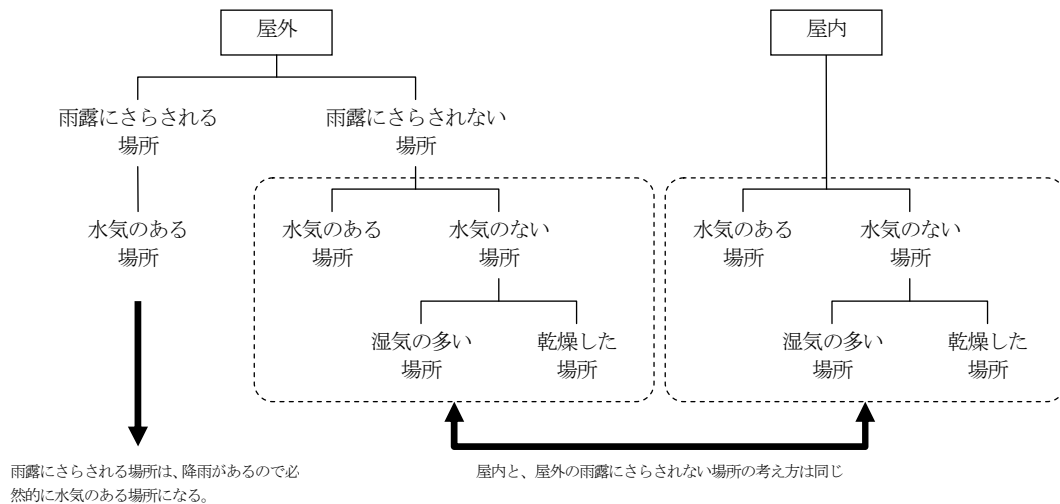 屋外
屋内
雨露にさらされる
場所
雨露にさらされない
場所
水気のある
場所
水気のある
場所
水気のない
場所
水気のある
場所
水気のない
場所
湿気の多い
場所
乾燥した
場所
湿気の多い
場所
乾燥した
場所
雨露にさらされる場所は、降雨があるので必
然的に水気のある場所になる。
屋内と、屋外の雨露にさらされない場所の考え方は同じ